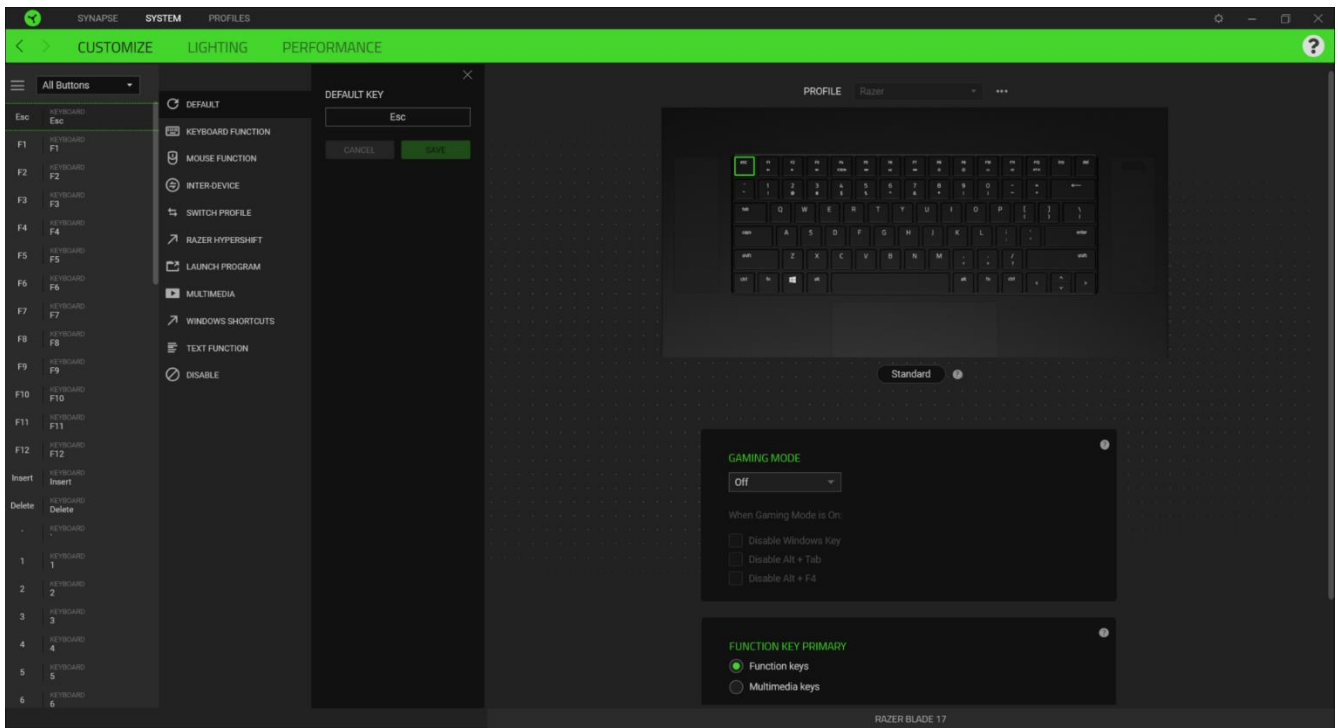 SYNAPSE SYSTEM PROFILES
CUSTOMIZE LIGHTING PERFORMANCE ?
All Buttons
Esc KEYBOARD Esc
F1 KEYBOARD F1
F2 KEYBOARD F2
F3 KEYBOARD F3
F4 KEYBOARD F4
F5 KEYBOARD F5
F6 KEYBOARD F6
F7 KEYBOARD F7
F8 KEYBOARD F8
F9 KEYBOARD F9
F10 KEYBOARD F10
F11 KEYBOARD F11
F12 KEYBOARD F12
Insert KEYBOARD Insert
Delete KEYBOARD Delete
KEYBOARD
1 KEYBOARD 1
2 KEYBOARD 2
3 KEYBOARD 3
4 KEYBOARD 4
5 KEYBOARD 5
6 KEYBOARD 6
DEFAULT
KEYBOARD FUNCTION
MOUSE FUNCTION
INTER-DEVICE
SWITCH PROFILE
RAZER HYPERSHIFT
LAUNCH PROGRAM
MULTIMEDIA
WINDOWS SHORTCUTS
TEXT FUNCTION
DISABLE
DEFAULT KEY
Esc
CANCEL SAVE
PROFILE Razer
Q W E R T Y U I O P
A S D F G H J K L
Z X C V B N M
Standard ?
GAMING MODE ?
Off
When Gaming Mode is On:
Disable Windows Key
Disable Alt + Tab
Disable Alt + F4
FUNCTION KEY PRIMARY ?
Function keys
Multimedia keys
RAZER BLADE 17